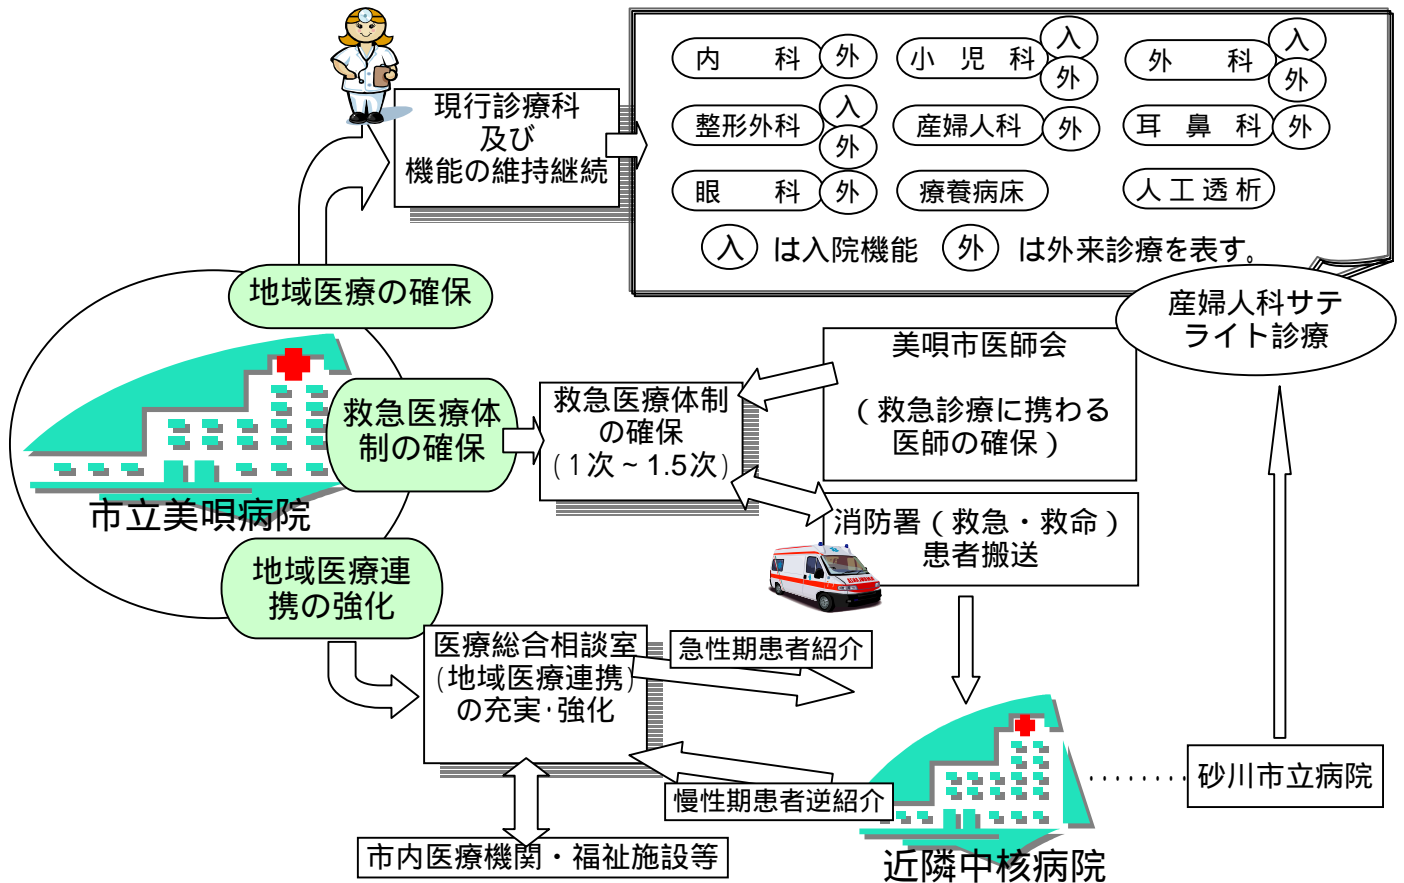 現行診療科
及び
機能の維持継続
内　科 外
小児科 入 外
外　科 入 外
整形外科 入 外
産婦人科 外
耳鼻科 外
眼　科 外
療養病床
人工透析
入 は入院機能 外 は外来診療を表す。
産婦人科サテ
ライト診療
地域医療の確保
救急医療体
制の確保
地域医療連
携の強化
市立美唄病院
救急医療体制
の確保
(1次~1.5次)
美唄市医師会
(救急診療に携わる
医師の確保)
消防署(救急・救命)
患者搬送
医療総合相談室
(地域医療連携)
の充実·強化
急性期患者紹介
慢性期患者逆紹介
市内医療機関・福祉施設等
近隣中核病院
砂川市立病院